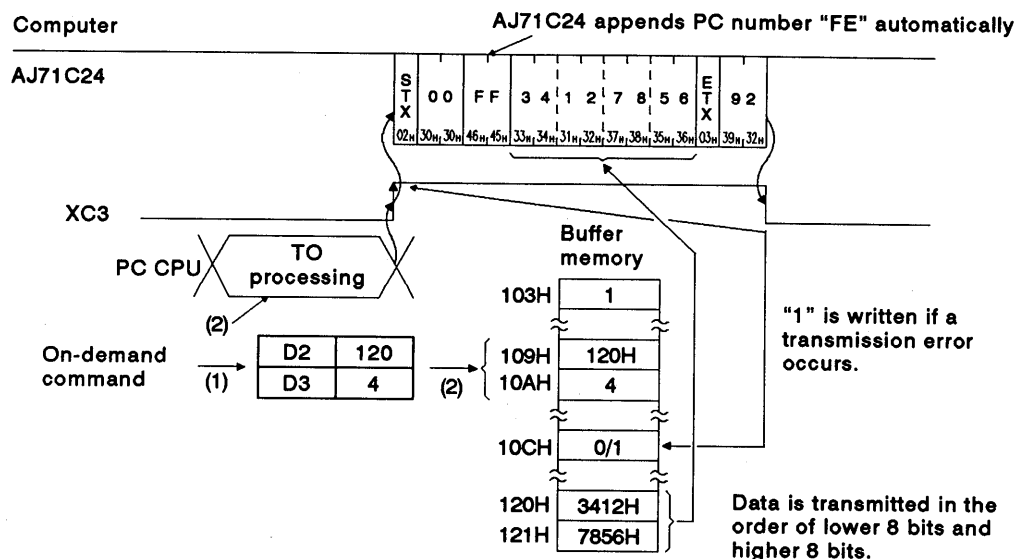 Computer
AJ71C24 appends PC number "FE" automatically
AJ71C24
STX 0 0 F F 3 4 1 2 7 8 5 6 ETX 9 2
02H 30H 30H 46H 45H 33H 34H 31H 32H 37H 38H 35H 36H 03H 39H 32H
XC3
PC CPU
TO
processing
(2)
On-demand
command
(1)
D2 120
D3 4
(2)
Buffer
memory
103H 1
109H 120H
10AH 4
10CH 0/1
120H 3412H
121H 7856H
"1" is written if a
transmission error
occurs.
Data is transmitted in the
order of lower 8 bits and
higher 8 bits.